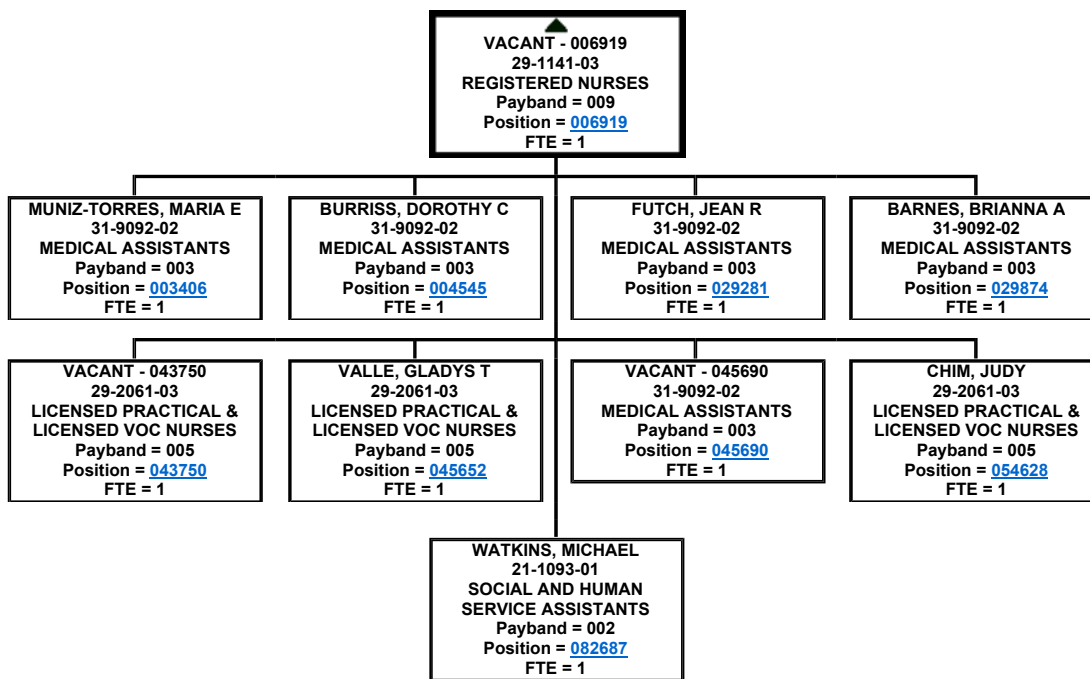 VACANT - 006919
29-1141-03
REGISTERED NURSES
Payband = 009
Position = 006919
FTE = 1
MUNIZ-TORRES, MARIA E
31-9092-02
MEDICAL ASSISTANTS
Payband = 003
Position = 003406
FTE = 1
BURRISS, DOROTHY C
31-9092-02
MEDICAL ASSISTANTS
Payband = 003
Position = 004545
FTE = 1
FUTCH, JEAN R
31-9092-02
MEDICAL ASSISTANTS
Payband = 003
Position = 029281
FTE = 1
BARNES, BRIANNA A
31-9092-02
MEDICAL ASSISTANTS
Payband = 003
Position = 029874
FTE = 1
VACANT - 043750
29-2061-03
LICENSED PRACTICAL &
LICENSED VOC NURSES
Payband = 005
Position = 043750
FTE = 1
VALLE, GLADYS T
29-2061-03
LICENSED PRACTICAL &
LICENSED VOC NURSES
Payband = 005
Position = 045652
FTE = 1
VACANT - 045690
31-9092-02
MEDICAL ASSISTANTS
Payband = 003
Position = 045690
FTE = 1
CHIM, JUDY
29-2061-03
LICENSED PRACTICAL &
LICENSED VOC NURSES
Payband = 005
Position = 054628
FTE = 1
WATKINS, MICHAEL
21-1093-01
SOCIAL AND HUMAN
SERVICE ASSISTANTS
Payband = 002
Position = 082687
FTE = 1